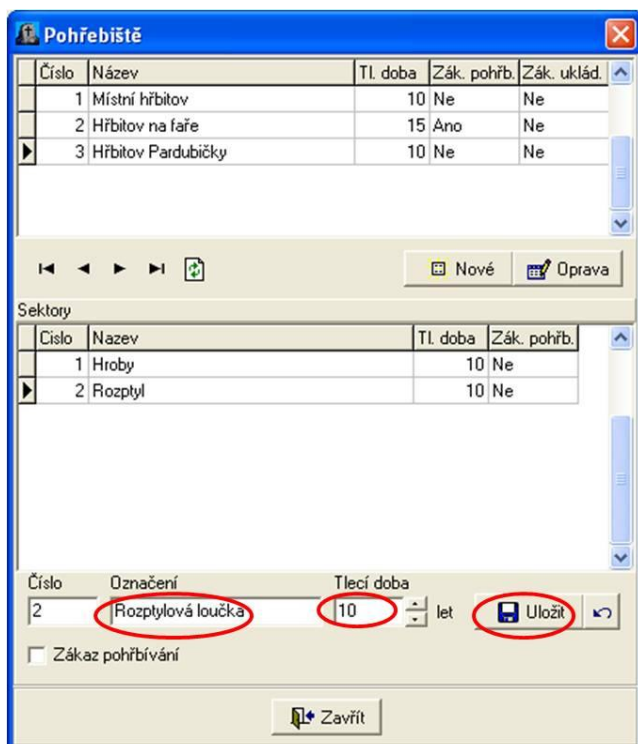 Pohřebiště
Číslo Název Tl. doba Zák. pohřb. Zák. uklád.
1 Místní hřbitov 10 Ne Ne
2 Hřbitov na faře 15 Ano Ne
3 Hřbitov Pardubičky 10 Ne Ne
Nové Oprava
Sektory
Cislo Nazev Tl. doba Zák. pohřb.
1 Hroby 10 Ne
2 Rozptyl 10 Ne
Číslo Označení Tlecí doba
2 Rozptylová loučka 10 let Uložit
Zákaz pohřbívání
Zavřít